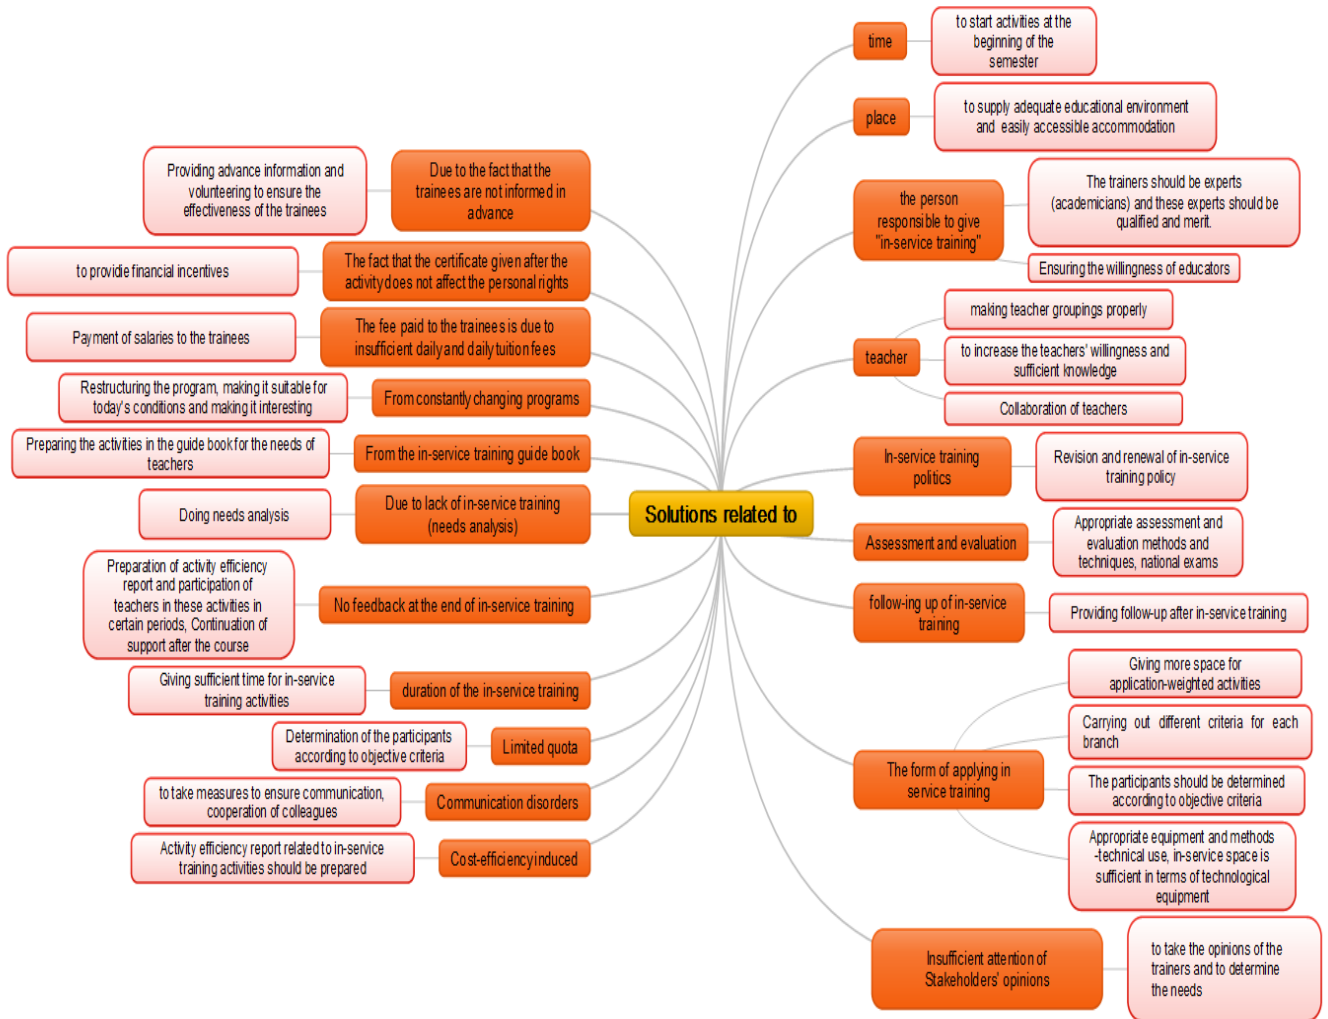 Solutions related to
time
to start activities at the
beginning of the
semester
place
to supply adequate educational environment
and easily accessible accommodation
the person
responsible to give
"in-service training"
The trainers should be experts
(academicians) and these experts should be
qualified and merit.
Ensuring the willingness of educators
teacher
making teacher groupings properly
to increase the teachers' willingness and
sufficient knowledge
Collaboration of teachers
In-service training
politics
Revision and renewal of in-service
training policy
Assessment and evaluation
Appropriate assessment and
evaluation methods and
techniques, national exams
follow-ing up of in-service
training
Providing follow-up after in-service training
The form of applying in
service training
Giving more space for
application-weighted activities
Carrying out different criteria for each
branch
The participants should be determined
according to objective criteria
Appropriate equipment and methods
-technical use, in-service space is
sufficient in terms of technological
equipment
Insufficient attention of
Stakeholders' opinions
to take the opinions of the
trainers and to determine
the needs
Due to the fact that the
trainees are not informed in
advance
Providing advance information and
volunteering to ensure the
effectiveness of the trainees
The fact that the certificate given after the
activity does not affect the personal rights
to providie financial incentives
The fee paid to the trainees is due to
insufficient daily and daily tuition fees
Payment of salaries to the trainees
From constantly changing programs
Restructuring the program, making it suitable for
today's conditions and making it interesting
From the in-service training guide book
Preparing the activities in the guide book for the needs of
teachers
Due to lack of in-service training
(needs analysis)
Doing needs analysis
No feedback at the end of in-service training
Preparation of activity efficiency
report and participation of
teachers in these activities in
certain periods, Continuation of
support after the course
duration of the in-service training
Giving sufficient time for in-service
training activities
Limited quota
Determination of the participants
according to objective criteria
Communication disorders
to take measures to ensure communication,
cooperation of colleagues
Cost-efficiency induced
Activity efficiency report related to in-service
training activities should be prepared